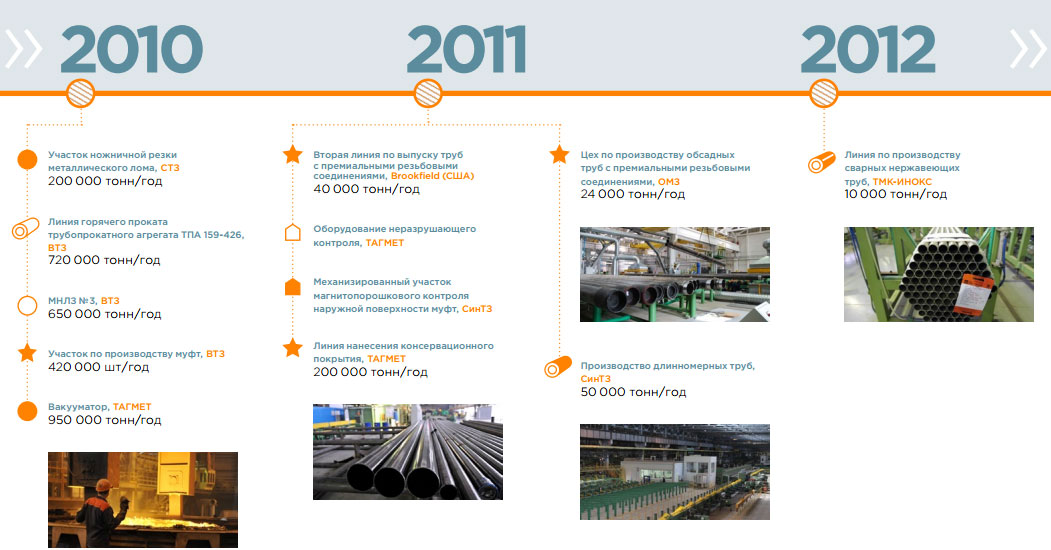 2010
2011
2012
Участок ножничной резки
металлического лома, СТЗ
200 000 тонн/год
Линия горячего проката
трубопрокатного агрегата ТПА 159-426,
ВТЗ
720 000 тонн/год
МНЛЗ №3, ВТЗ
650 000 тонн/год
Участок по производству муфт, ВТЗ
420 000 шт/год
Вакууматор, ТАГМЕТ
950 000 тонн/год
Вторая линия по выпуску труб
с премиальными резьбовыми
соединениями, Brookfield (США)
40 000 тонн/год
Оборудование неразрушающего
контроля, ТАГМЕТ
Механизированный участок
магнитопорошкового контроля
наружной поверхности муфт, СинТЗ
Линия нанесения консервационного
покрытия, ТАГМЕТ
200 000 тонн/год
Цех по производству обсадных
труб с премиальными резьбовыми
соединениями, ОМЗ
24 000 тонн/год
Производство длинномерных труб,
СинТЗ
50 000 тонн/год
Линия по производству
сварных нержавеющих
труб, ТМК-ИНОКС
10 000 тонн/год